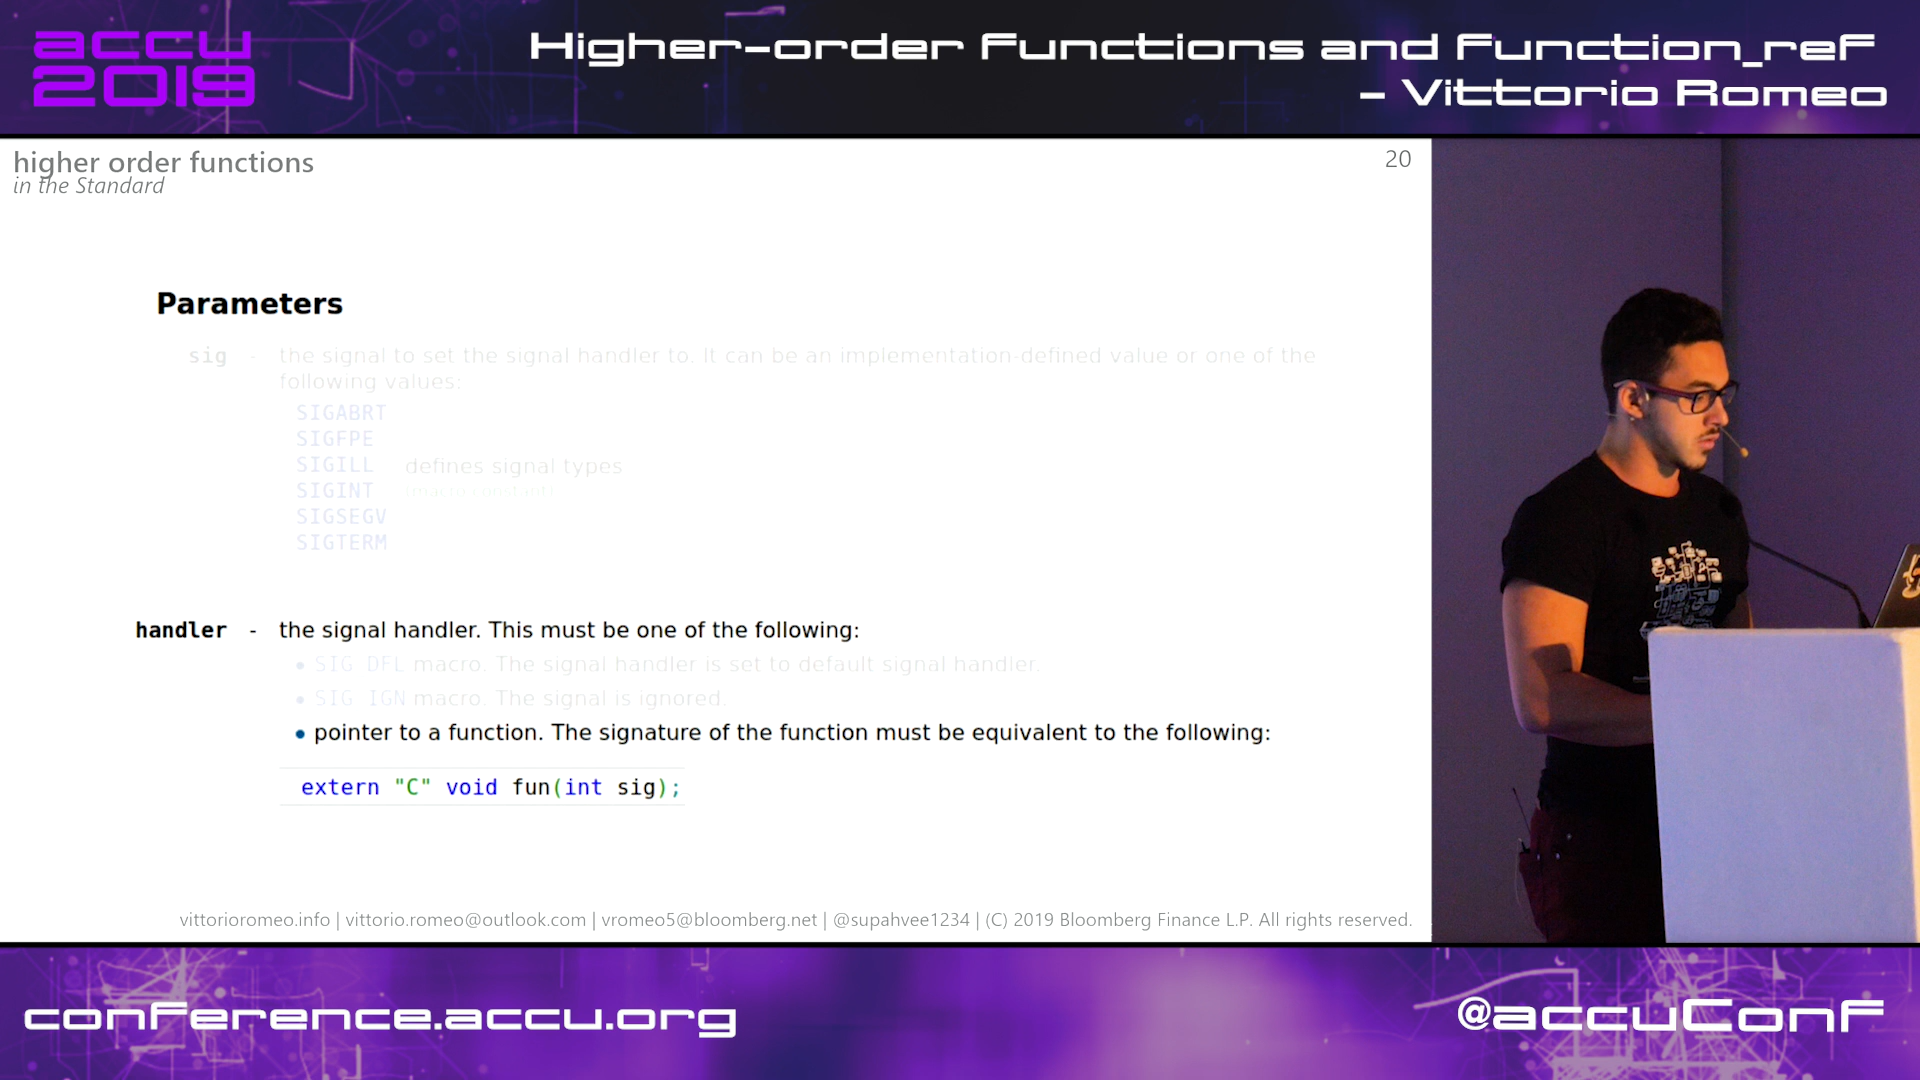 accu
2019
Higher-order Functions and Function_ref
- Vittorio Romeo
higher order functions
in the Standard
20
Parameters
sig - the signal to set the signal handler to. It can be an implementation-defined value or one of the
following values:
SIGABRT
SIGFPE
SIGILL
SIGINT
SIGSEGV
SIGTERM
defines signal types
(macro constant)
handler - the signal handler. This must be one of the following:
• SIG_DFL macro. The signal handler is set to default signal handler.
• SIG_IGN macro. The signal is ignored.
• pointer to a function. The signature of the function must be equivalent to the following:
extern "C" void fun(int sig);
vittorioromeo.info | vittorio.romeo@outlook.com | vromeo5@bloomberg.net | @supahvee1234 | (C) 2019 Bloomberg Finance L.P. All rights reserved.
conference.accu.org
@accuConf